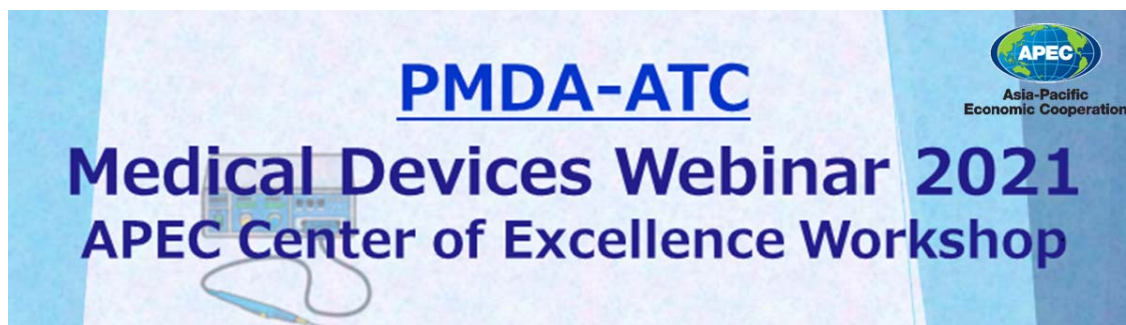 APEC
Asia-Pacific
Economic Cooperation
PMDA-ATC
Medical Devices Webinar 2021
APEC Center of Excellence Workshop